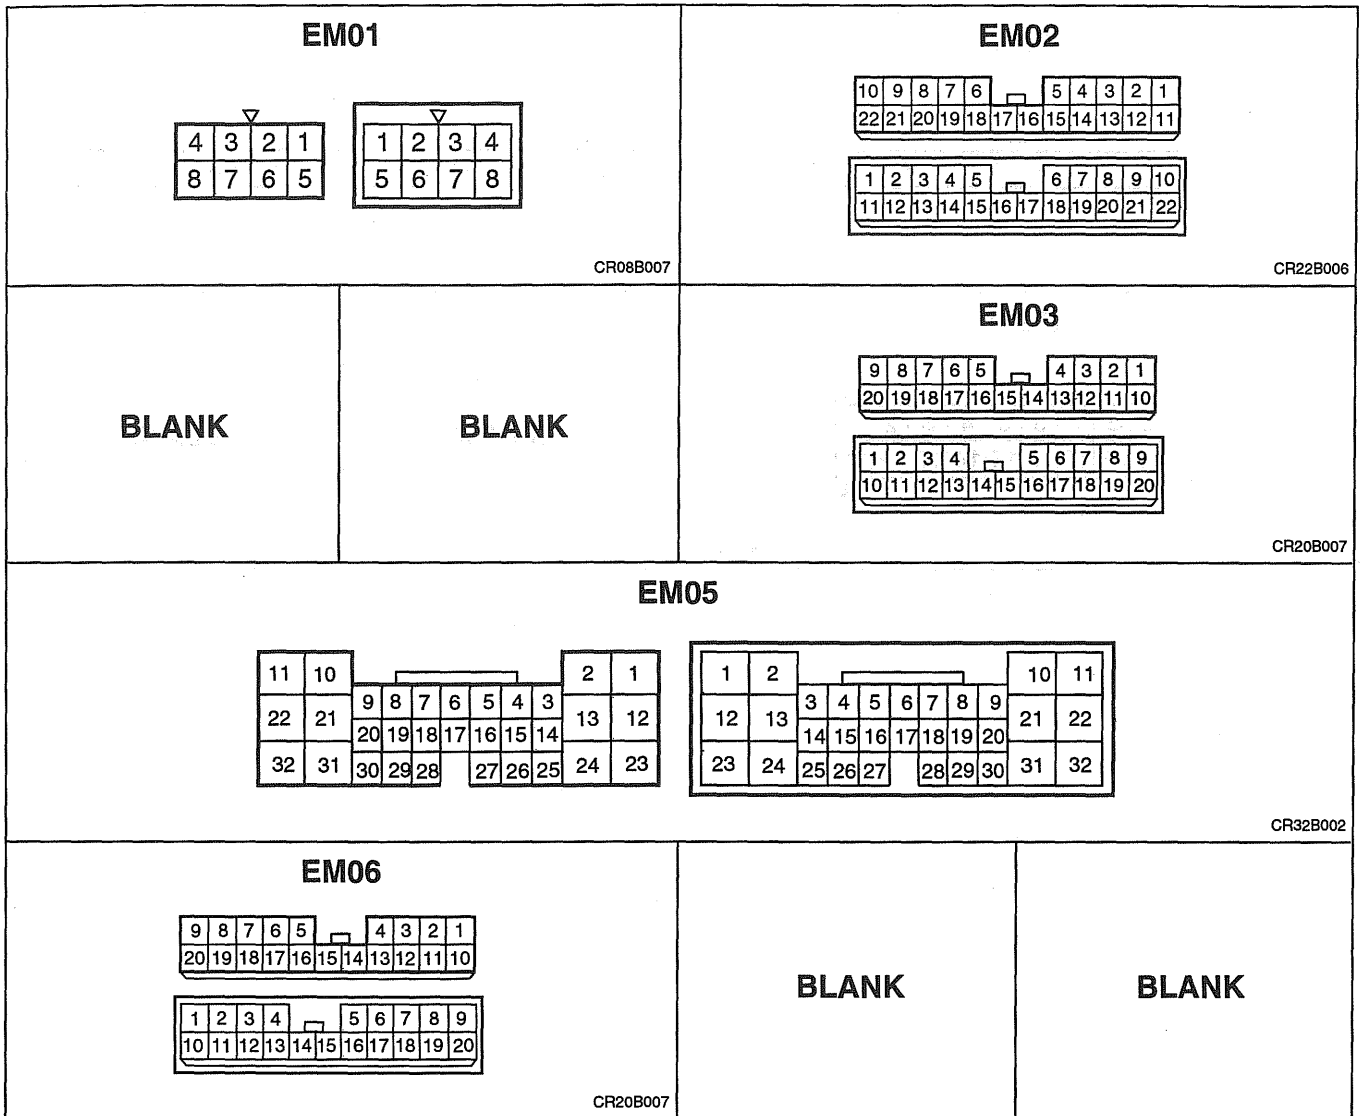 EM01
4 3 2 1
8 7 6 5
1 2 3 4
5 6 7 8
CR08B007
EM02
10 9 8 7 6 5 4 3 2 1
22 21 20 19 18 17 16 15 14 13 12 11
1 2 3 4 5 6 7 8 9 10
11 12 13 14 15 16 17 18 19 20 21 22
CR22B006
BLANK
BLANK
EM03
9 8 7 6 5 4 3 2 1
20 19 18 17 16 15 14 13 12 11 10
1 2 3 4 5 6 7 8 9
10 11 12 13 14 15 16 17 18 19 20
CR20B007
EM05
11 10 2 1
9 8 7 6 5 4 3
22 21 13 12
20 19 18 17 16 15 14
32 31 24 23
30 29 28 27 26 25
1 2 10 11
3 4 5 6 7 8 9
12 13 21 22
14 15 16 17 18 19 20
23 24 31 32
25 26 27 28 29 30
CR32B002
EM06
9 8 7 6 5 4 3 2 1
20 19 18 17 16 15 14 13 12 11 10
1 2 3 4 5 6 7 8 9
10 11 12 13 14 15 16 17 18 19 20
CR20B007
BLANK
BLANK